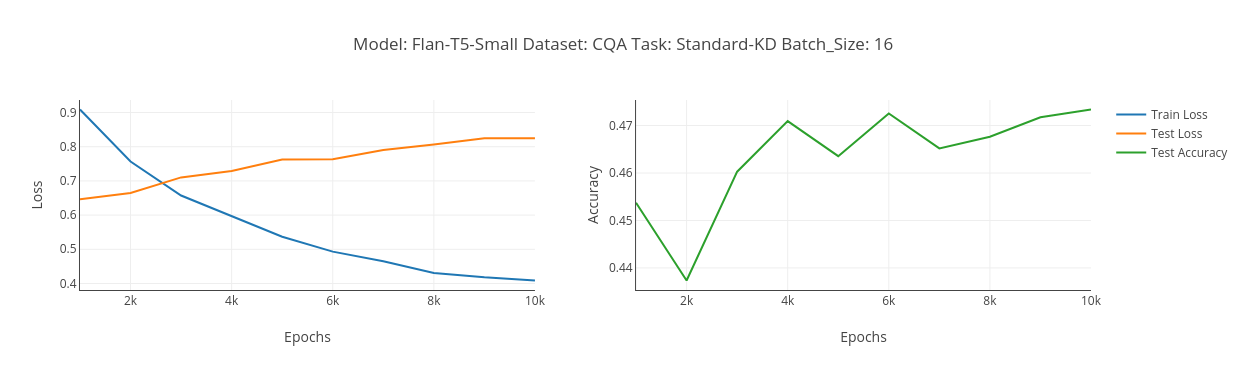 Model: Flan-T5-Small Dataset: CQA Task: Standard-KD Batch_Size: 16
Loss
0.9
0.8
0.7
0.6
0.5
0.4
2k
4k
6k
8k
10k
Epochs
Accuracy
0.47
0.46
0.45
0.44
2k
4k
6k
8k
10k
Epochs
Train Loss
Test Loss
Test Accuracy